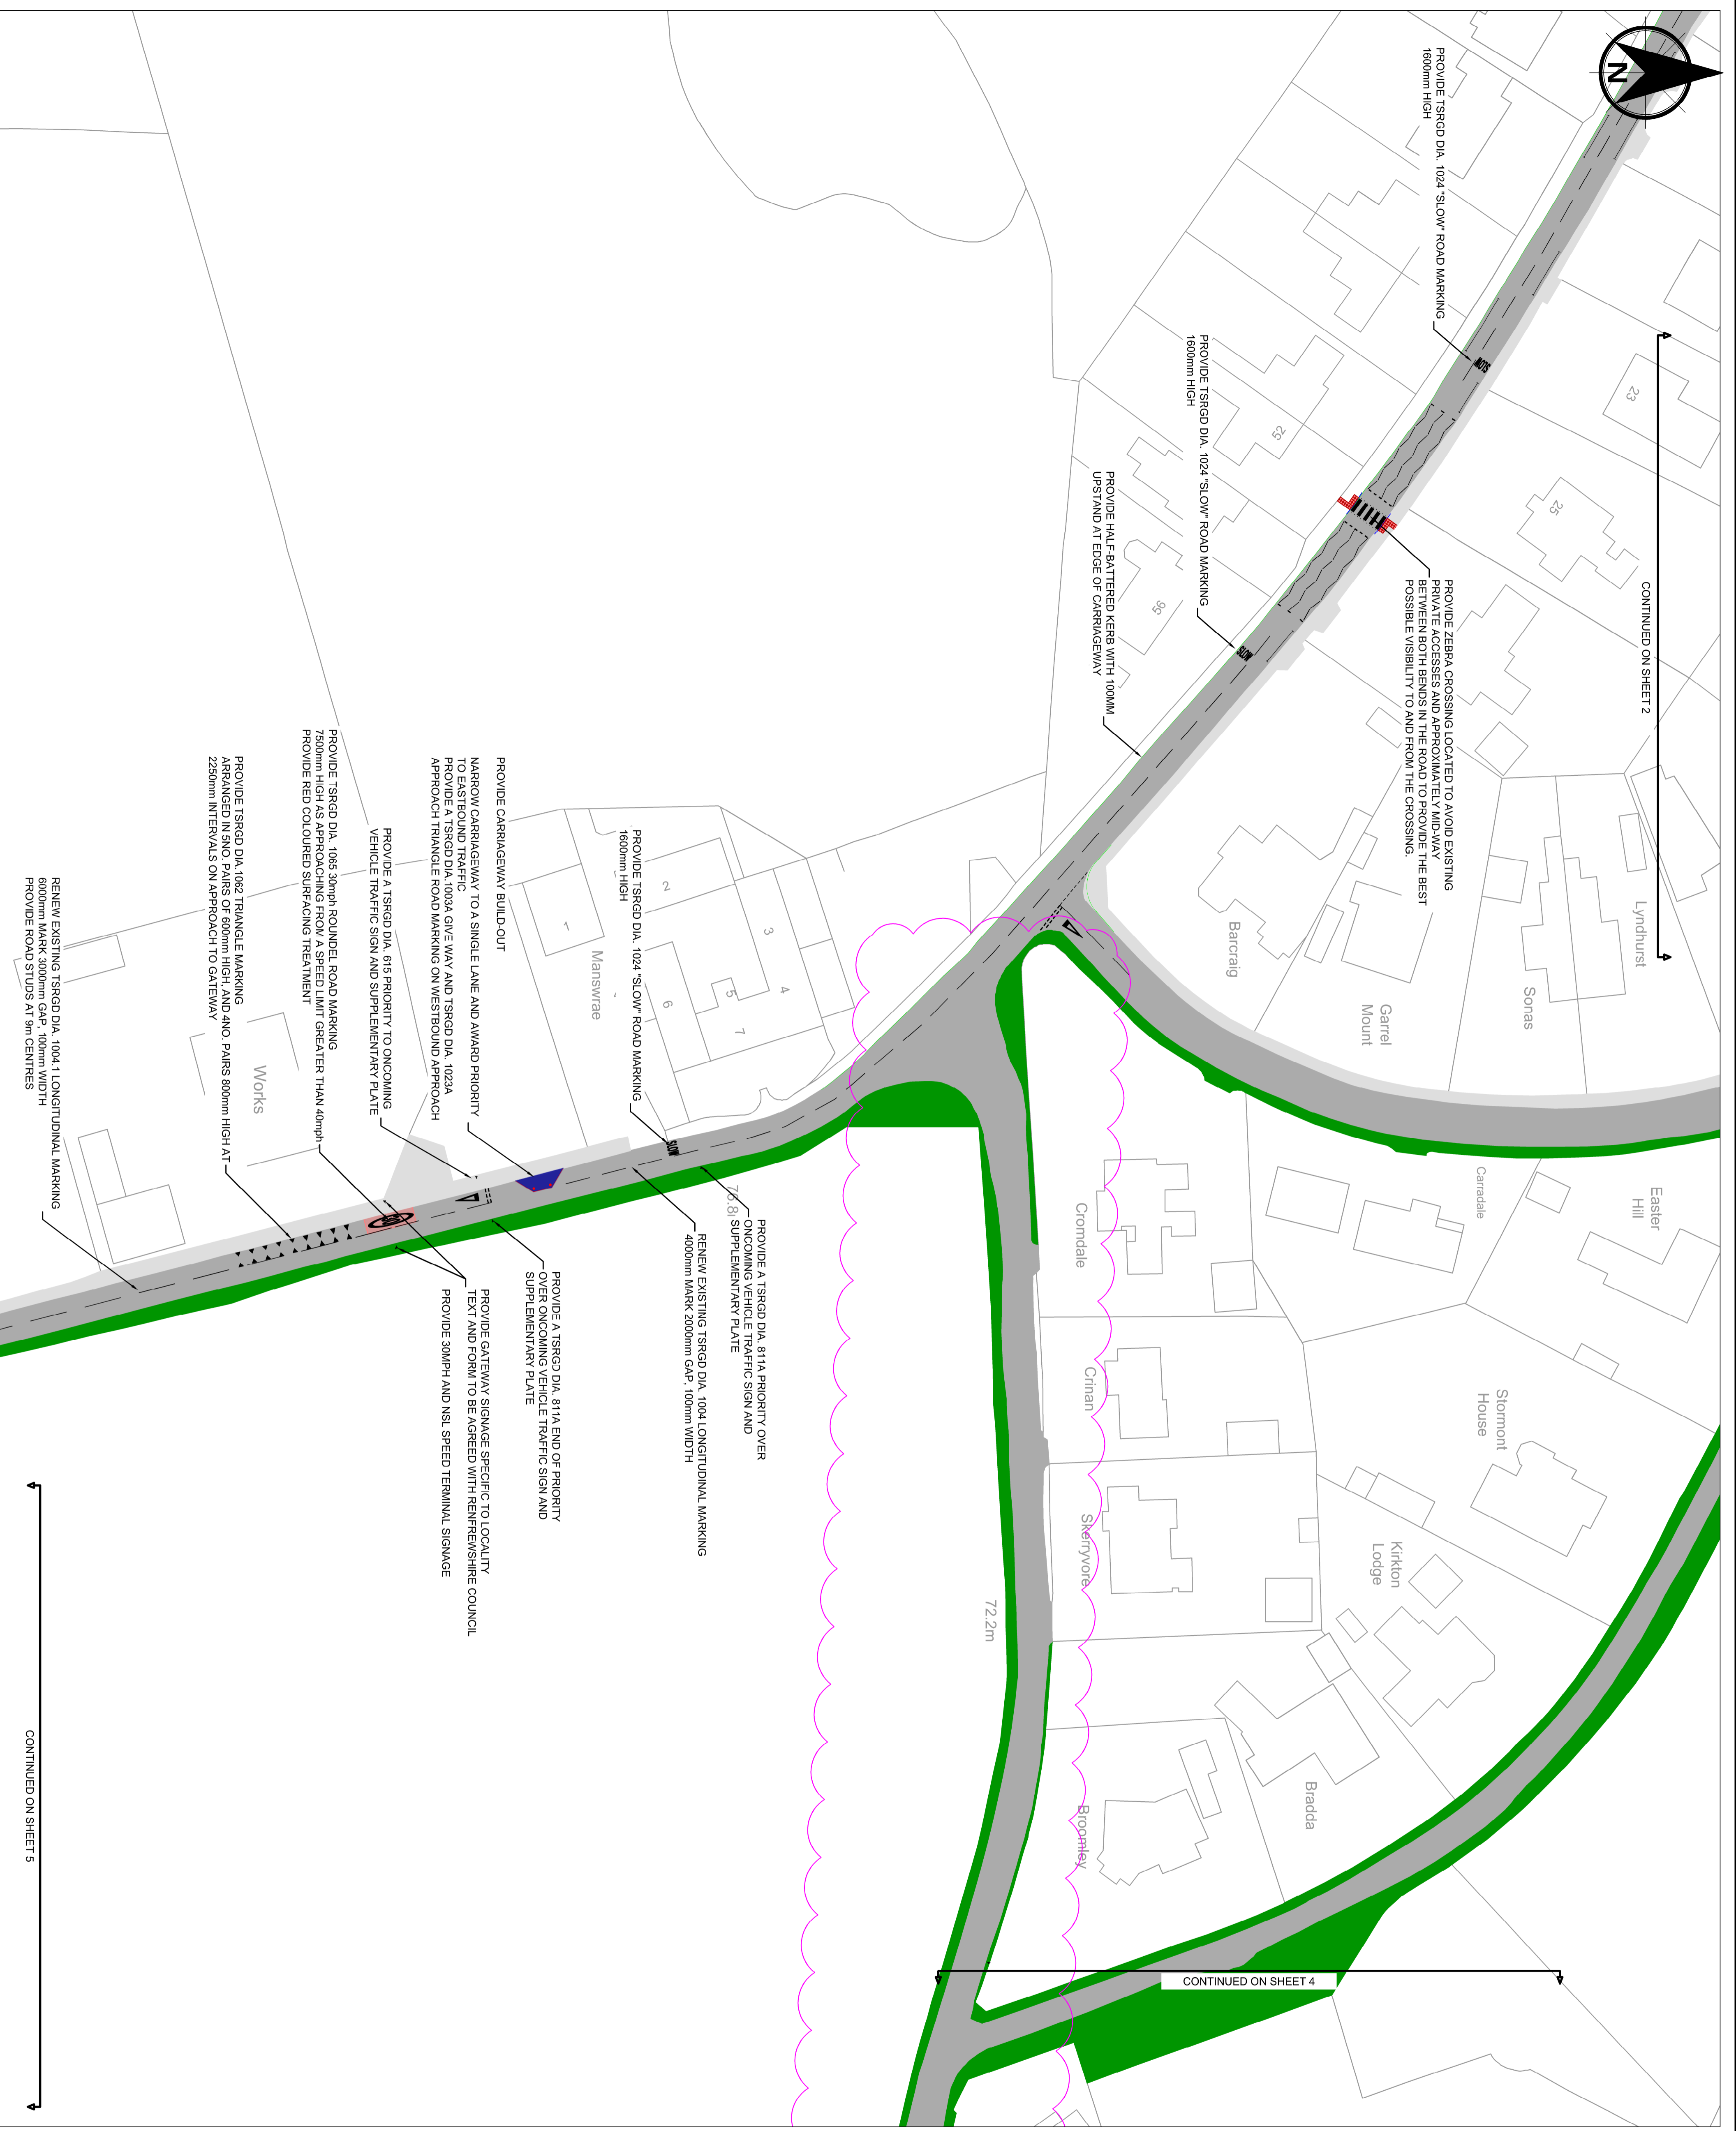 N
PROVIDE TSRGD DIA. 1024 "SLOW" ROAD MARKING
1600mm HIGH
SLOW
23
25
52
56
CONTINUED ON SHEET 2
PROVIDE TSRGD DIA. 1024 "SLOW" ROAD MARKING
1600mm HIGH
SLOW
PROVIDE HALF-BATTERED KERB WITH 100MM
UPSTAND AT EDGE OF CARRIAGEWAY
PROVIDE ZEBRA CROSSING LOCATED TO AVOID EXISTING
PRIVATE ACCESSES AND APPROXIMATELY MID-WAY
BETWEEN BOTH BENDS IN THE ROAD TO PROVIDE THE BEST
POSSIBLE VISIBILITY TO AND FROM THE CROSSING.
Lyndhurst
Sonas
Garrel
Mount
Barcraig
Easter
Hill
Carradale
Cromdale
Crinan
Skerryvore
Stormont
House
Kirkton
Lodge
Bradda
Broomley
72.2m
CONTINUED ON SHEET 4
1
2
3
4
5
6
7
Manswrae
PROVIDE TSRGD DIA. 1024 "SLOW" ROAD MARKING
1600mm HIGH
SLOW
PROVIDE CARRIAGEWAY BUILD-OUT
NARROW CARRIAGEWAY TO A SINGLE LANE AND AWARD PRIORITY
TO EASTBOUND TRAFFIC
PROVIDE A TSRGD DIA.1003A GIVE WAY AND TSRGD DIA. 1023A
APPROACH TRIANGLE ROAD MARKING ON WESTBOUND APPROACH
PROVIDE A TSRGD DIA. 615 PRIORITY TO ONCOMING
VEHICLE TRAFFIC SIGN AND SUPPLEMENTARY PLATE
PROVIDE TSRGD DIA. 1065 30mph ROUNDEL ROAD MARKING
7500mm HIGH AS APPROACHING FROM A SPEED LIMIT GREATER THAN 40mph
PROVIDE RED COLOURED SURFACING TREATMENT
Works
30
PROVIDE TSRGD DIA. 1062 TRIANGLE MARKING
ARRANGED IN 5NO. PAIRS OF 600mm HIGH, AND 4NO. PAIRS 800mm HIGH AT
2250mm INTERVALS ON APPROACH TO GATEWAY
RENEW EXISTING TSRGD DIA. 1004.1 LONGITUDINAL MARKING
6000mm MARK 3000mm GAP, 100mm WIDTH
PROVIDE ROAD STUDS AT 9m CENTRES
PROVIDE A TSRGD DIA. 811A PRIORITY OVER
ONCOMING VEHICLE TRAFFIC SIGN AND
SUPPLEMENTARY PLATE
RENEW EXISTING TSRGD DIA. 1004 LONGITUDINAL MARKING
4000mm MARK 2000mm GAP, 100mm WIDTH
PROVIDE A TSRGD DIA. 811A END OF PRIORITY
OVER ONCOMING VEHICLE TRAFFIC SIGN AND
SUPPLEMENTARY PLATE
PROVIDE GATEWAY SIGNAGE SPECIFIC TO LOCALITY
TEXT AND FORM TO BE AGREED WITH RENFREWSHIRE COUNCIL
PROVIDE 30MPH AND NSL SPEED TERMINAL SIGNAGE
CONTINUED ON SHEET 5